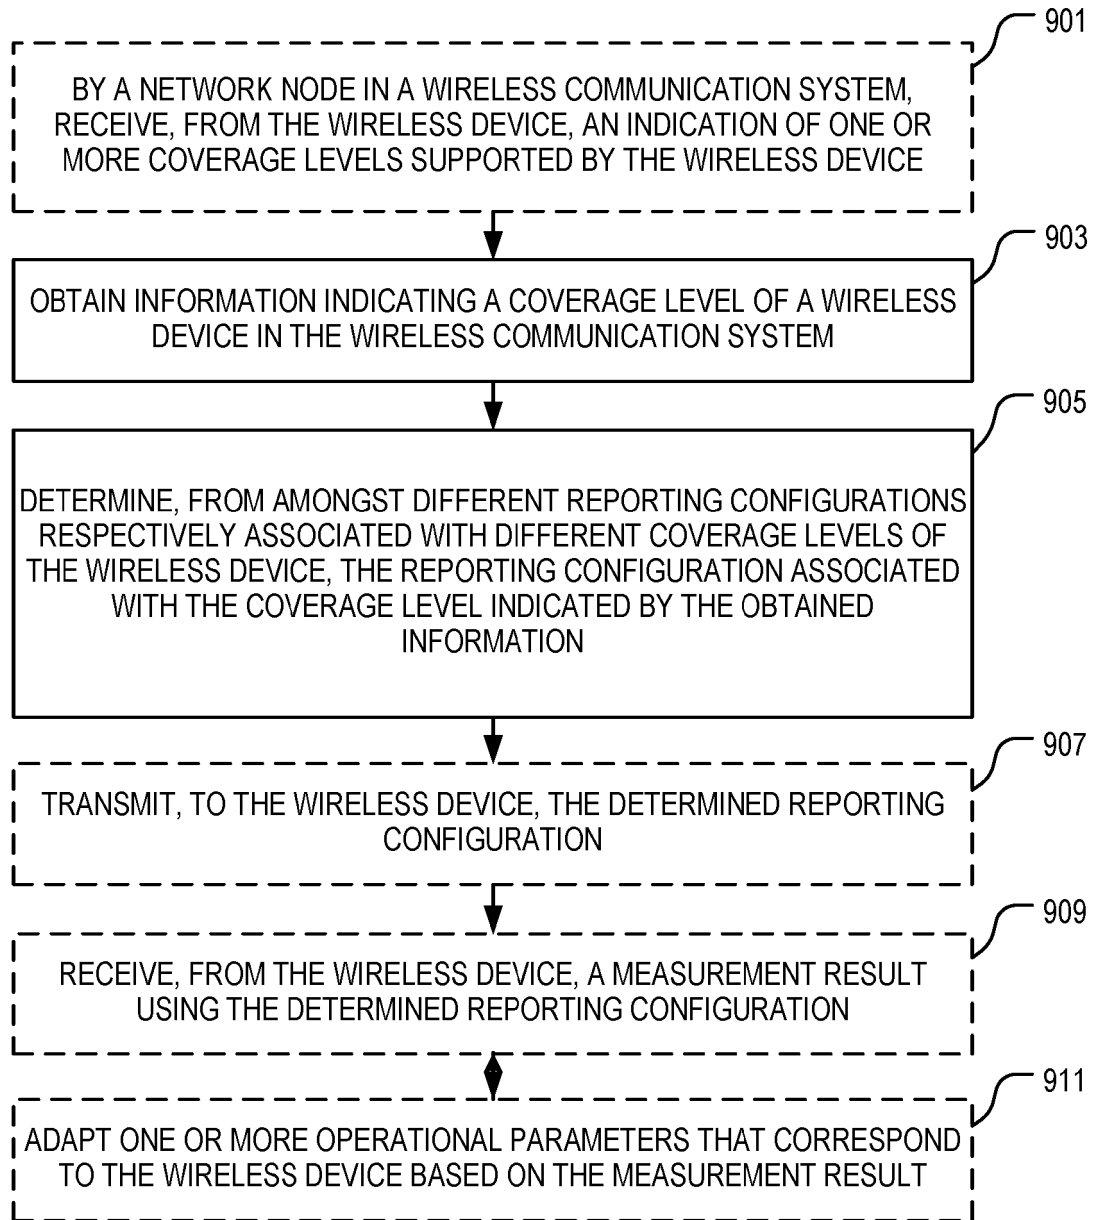 901
BY A NETWORK NODE IN A WIRELESS COMMUNICATION SYSTEM,
RECEIVE, FROM THE WIRELESS DEVICE, AN INDICATION OF ONE OR
MORE COVERAGE LEVELS SUPPORTED BY THE WIRELESS DEVICE
903
OBTAIN INFORMATION INDICATING A COVERAGE LEVEL OF A WIRELESS
DEVICE IN THE WIRELESS COMMUNICATION SYSTEM
905
DETERMINE, FROM AMONGST DIFFERENT REPORTING CONFIGURATIONS
RESPECTIVELY ASSOCIATED WITH DIFFERENT COVERAGE LEVELS OF
THE WIRELESS DEVICE, THE REPORTING CONFIGURATION ASSOCIATED
WITH THE COVERAGE LEVEL INDICATED BY THE OBTAINED
INFORMATION
907
TRANSMIT, TO THE WIRELESS DEVICE, THE DETERMINED REPORTING
CONFIGURATION
909
RECEIVE, FROM THE WIRELESS DEVICE, A MEASUREMENT RESULT
USING THE DETERMINED REPORTING CONFIGURATION
911
ADAPT ONE OR MORE OPERATIONAL PARAMETERS THAT CORRESPOND
TO THE WIRELESS DEVICE BASED ON THE MEASUREMENT RESULT